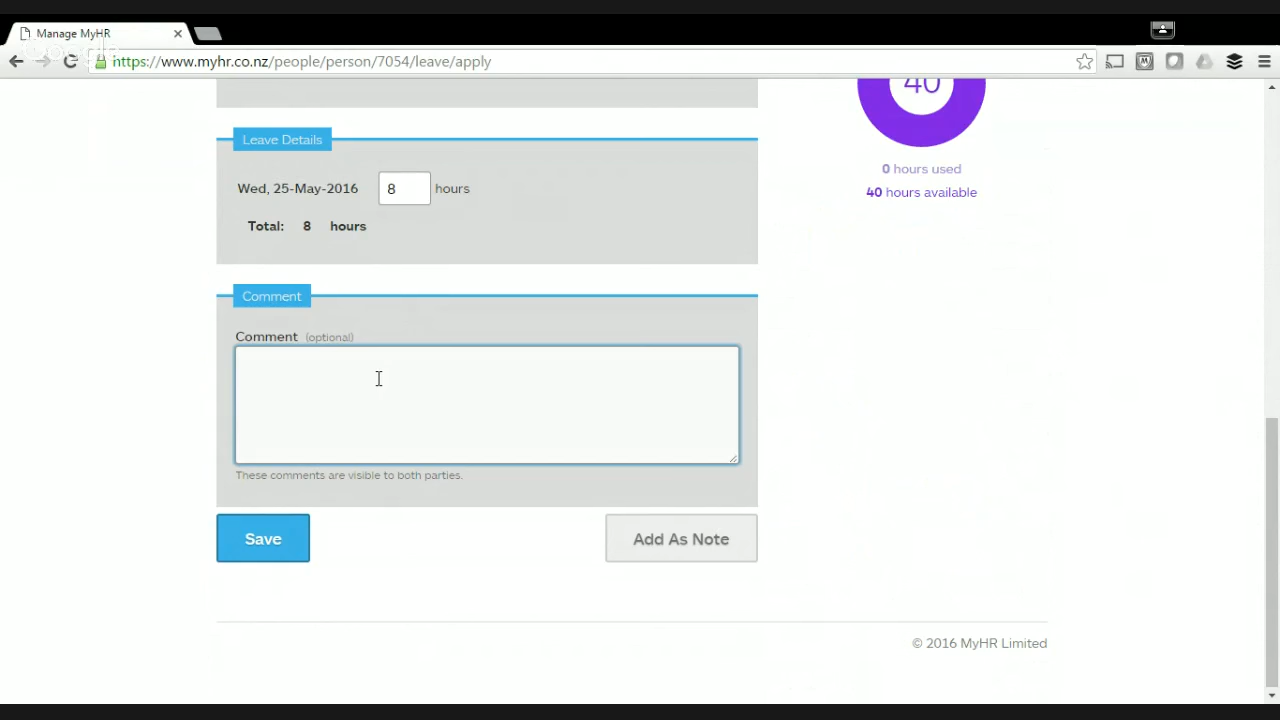 Manage MyHR
https://www.myhr.co.nz/people/person/7054/leave/apply
40
Leave Details
0 hours used
Wed, 25-May-2016 8 hours
40 hours available
Total: 8 hours
Comment
Comment (optional)
These comments are visible to both parties.
Save Add As Note
© 2016 MyHR Limited